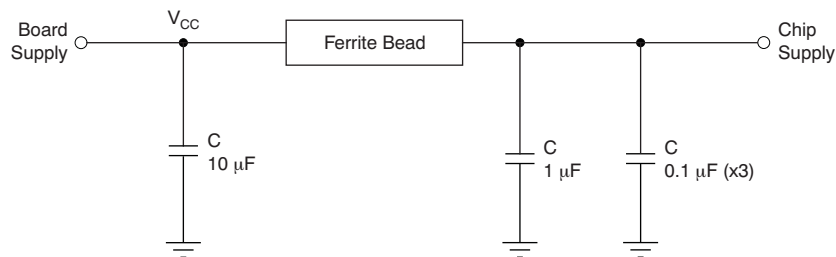 Board
Supply
V_CC
Ferrite Bead
Chip
Supply
C
10 μF
C
1 μF
C
0.1 μF (x3)